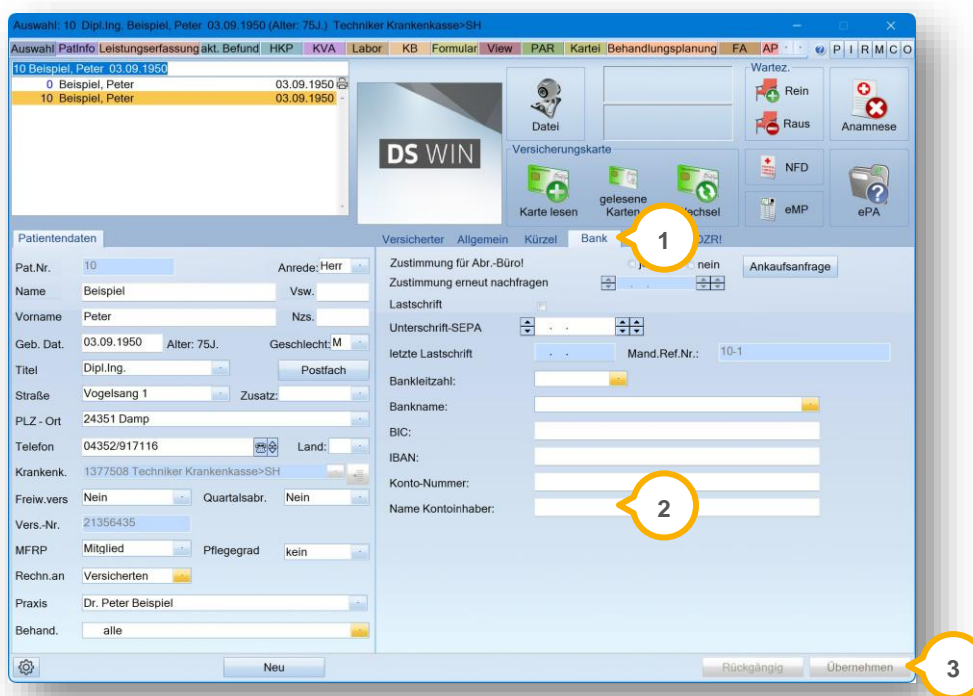 Auswahl: 10 Dipl.Ing. Beispiel, Peter 03.09.1950 (Alter: 75J.) Techniker Krankenkasse>SH
Auswahl PatInfo Leistungserfassung akt. Befund HKP KVA Labor KB Formular View PAR Kartei Behandlungsplanung FA AP P I R M C O
10 Beispiel, Peter 03.09.1950
0 Beispiel, Peter 03.09.1950
10 Beispiel, Peter 03.09.1950
DS WIN
Datei
Wartez.
Rein
Raus
Anamnese
Versicherungskarte
Karte lesen
gelesene
Karten
NFD
eMP
ePA
Patientendaten
Versicherter Allgemein Kürzel Bank DZR!
1
Pat.Nr. 10 Anrede: Herr
Name Beispiel Vsw.
Vorname Peter Nzs.
Geb. Dat. 03.09.1950 Alter: 75J. Geschlecht: M
Titel Dipl.Ing. Postfach
Straße Vogelsang 1 Zusatz:
PLZ - Ort 24351 Damp
Telefon 04352/917116 Land:
Krankenk. 1377508 Techniker Krankenkasse>SH
Freiw.vers Nein Quartalsabr. Nein
Vers.-Nr. 21356435
MFRP Mitglied Pflegegrad kein
Rechn.an Versicherten
Praxis Dr. Peter Beispiel
Behand. alle
Zustimmung für Abr.-Büro! nein Ankaufsanfrage
Zustimmung erneut nachfragen
Lastschrift
Unterschrift-SEPA
letzte Lastschrift Mand.Ref.Nr.: 10-1
Bankleitzahl:
Bankname:
BIC:
IBAN:
Konto-Nummer:
Name Kontoinhaber:
2
Neu
Rückgängig Übernehmen
3